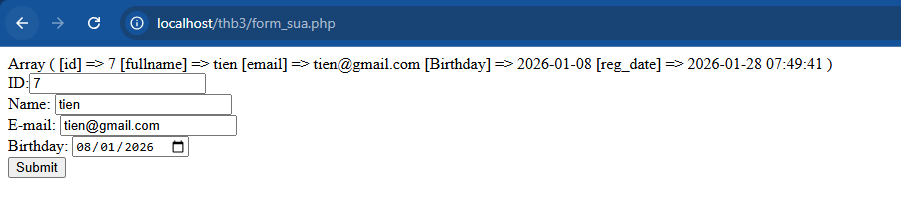 localhost/thb3/form_sua.php
Array ( [id] => 7 [fullname] => tien [email] => tien@gmail.com [Birthday] => 2026-01-08 [reg_date] => 2026-01-28 07:49:41 )
ID: 7
Name: tien
E-mail: tien@gmail.com
Birthday: 08/01/2026
Submit